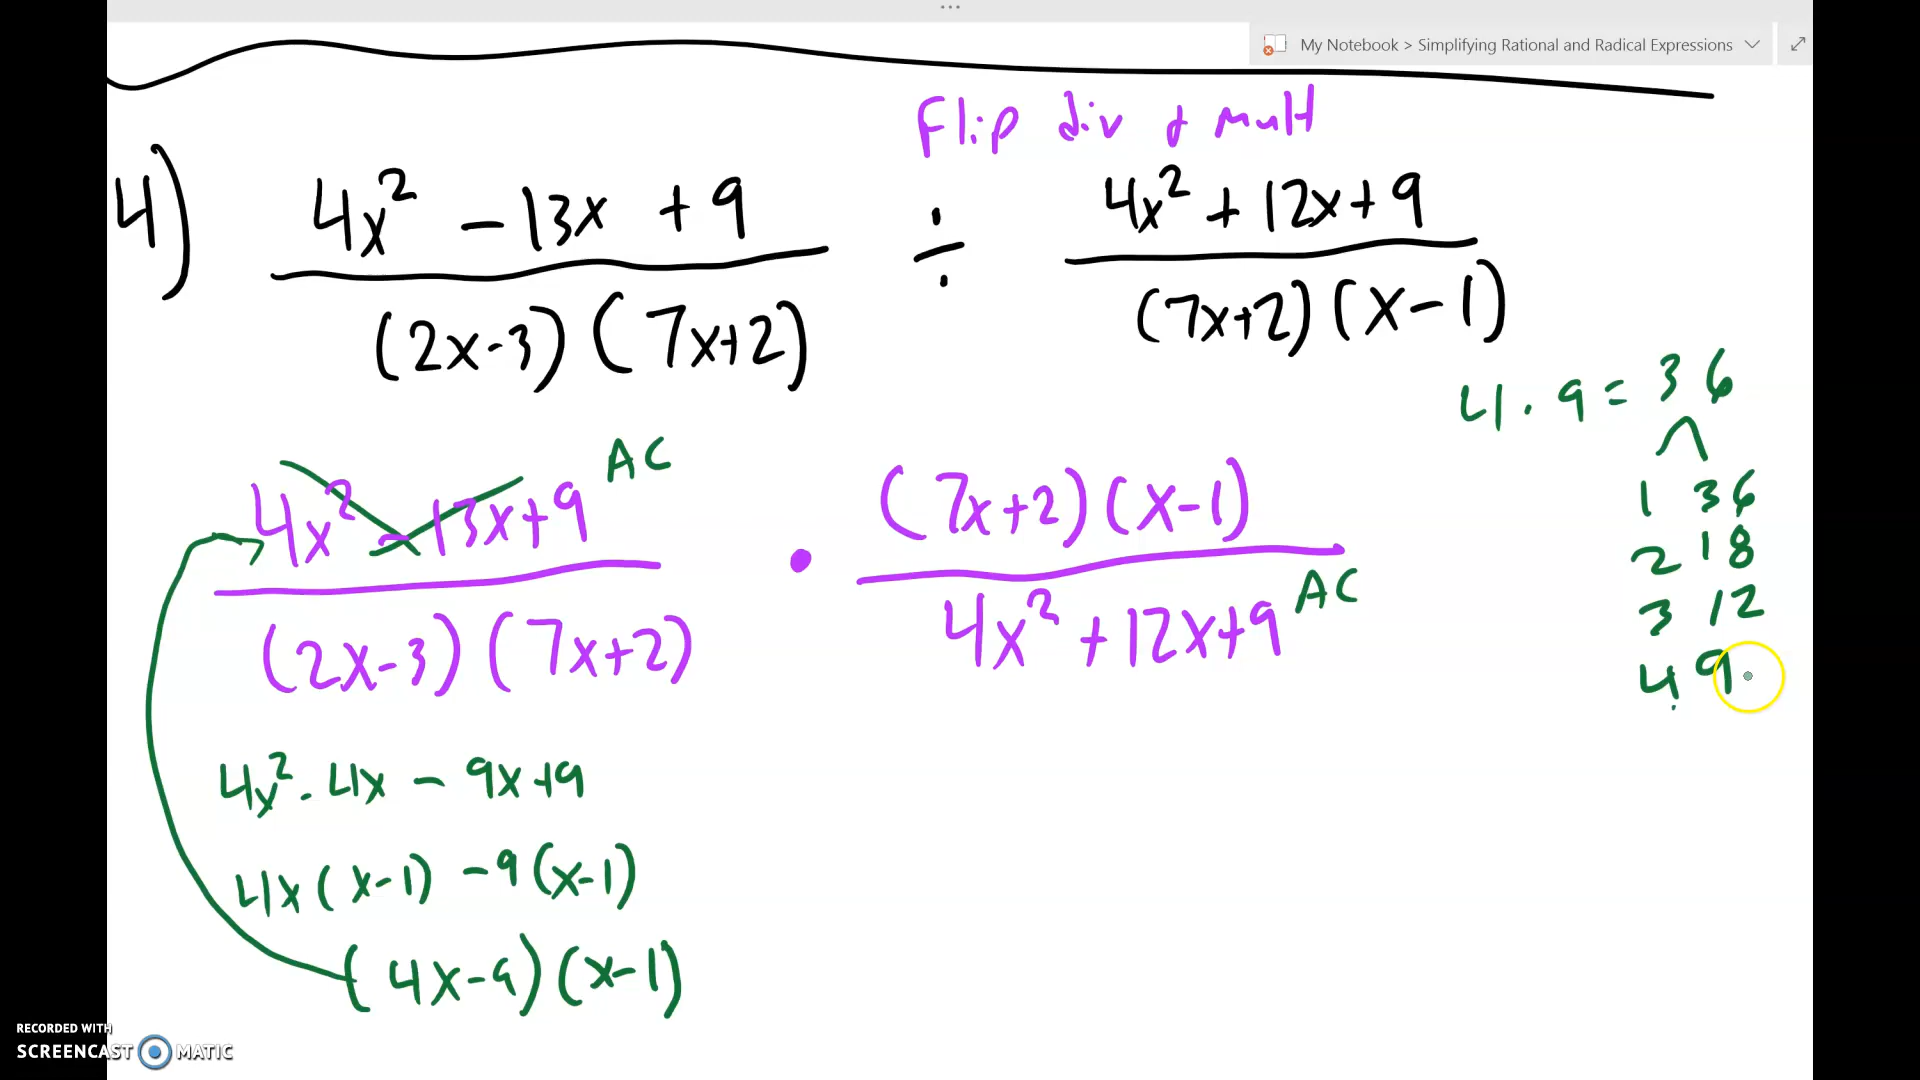 My Notebook > Simplifying Rational and Radical Expressions
Flip div & mult
4) 4x² - 13x + 9 ÷ 4x² + 12x + 9
(2x-3)(7x+2) (7x+2)(x-1)
4 · 9 = 36
1 36
2 18
3 12
4 9
4x² - 13x+9 AC · (7x+2)(x-1)
(2x-3)(7x+2) 4x² + 12x+9 AC
4x² - 4x - 9x+9
4x(x-1) -9(x-1)
(4x-9)(x-1)
RECORDED WITH
SCREENCAST MATIC